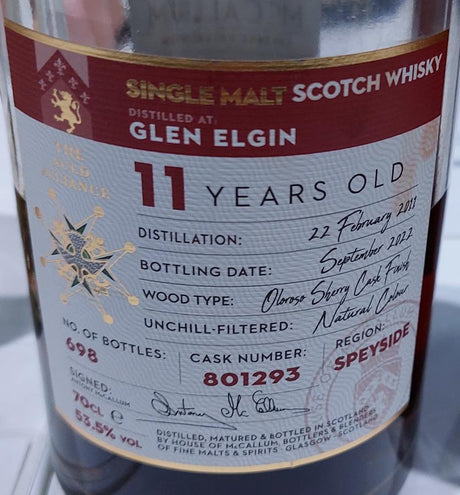 SINGLE MALT SCOTCH WHISKY
DISTILLED AT:
GLEN ELGIN
THE
AULD
ALLIANCE
11 YEARS OLD
DISTILLATION: 22 February 2011
BOTTLING DATE: September 2022
WOOD TYPE: Oloroso Sherry Cask Finish
UNCHILL-FILTERED: Natural Colour
NO. OF BOTTLES:
698
CASK NUMBER:
801293
REGION:
SPEYSIDE
SIGNED:
ANTONY McCALLUM
70CL e
53.5% VOL
DISTILLED, MATURED & BOTTLED IN SCOTLAND
BY HOUSE OF McCALLUM, BOTTLERS & BLENDERS
OF FINE MALTS & SPIRITS - GLASGOW - SCOTLAND